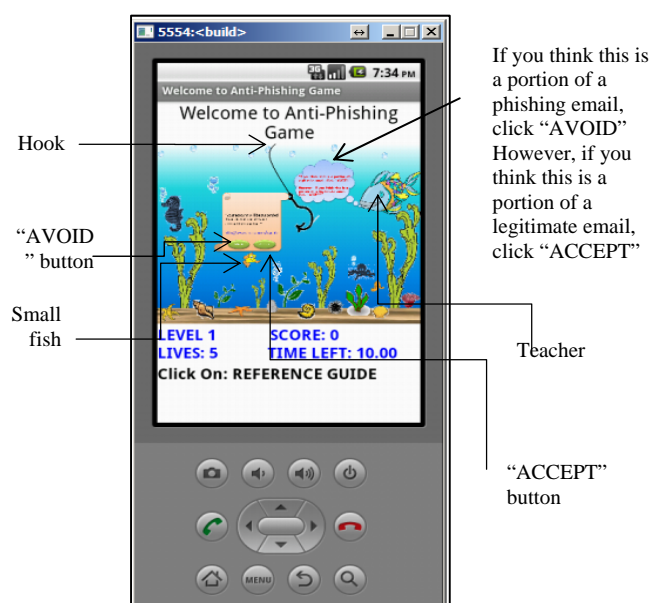 5554:<build>
3G
7:34 PM
Welcome to Anti-Phishing Game
Welcome to Anti-Phishing
Game
LEVEL 1 SCORE: 0
LIVES: 5 TIME LEFT: 10.00
Click On: REFERENCE GUIDE
MENU
Hook
“AVOID
” button
Small
fish
If you think this is
a portion of a
phishing email,
click “AVOID”
However, if you
think this is a
portion of a
legitimate email,
click “ACCEPT”
Teacher
“ACCEPT”
button